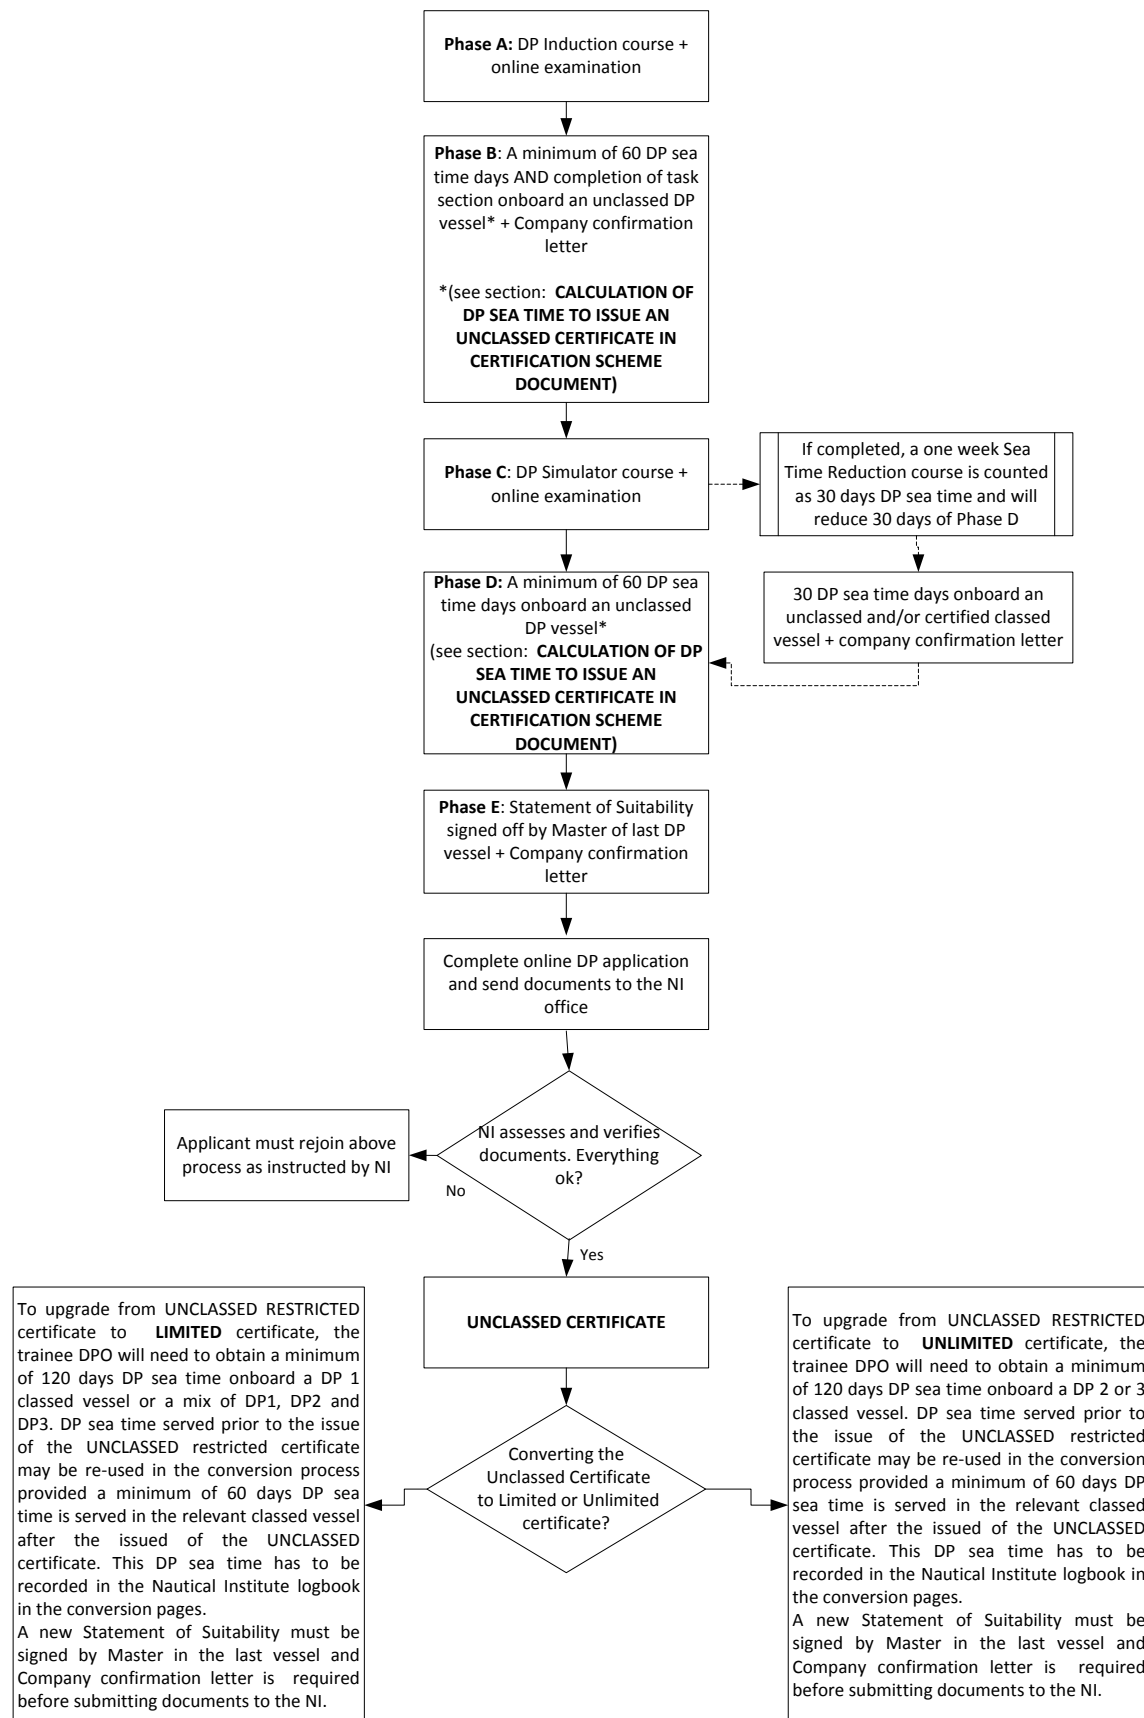 Phase A: DP Induction course +
online examination
Phase B: A minimum of 60 DP sea
time days AND completion of task
section onboard an unclassed DP
vessel* + Company confirmation
letter
*(see section: CALCULATION OF
DP SEA TIME TO ISSUE AN
UNCLASSED CERTIFICATE IN
CERTIFICATION SCHEME
DOCUMENT)
Phase C: DP Simulator course +
online examination
If completed, a one week Sea
Time Reduction course is counted
as 30 days DP sea time and will
reduce 30 days of Phase D
Phase D: A minimum of 60 DP sea
time days onboard an unclassed
DP vessel*
(see section: CALCULATION OF DP
SEA TIME TO ISSUE AN
UNCLASSED CERTIFICATE IN
CERTIFICATION SCHEME
DOCUMENT)
30 DP sea time days onboard an
unclassed and/or certified classed
vessel + company confirmation letter
Phase E: Statement of Suitability
signed off by Master of last DP
vessel + Company confirmation
letter
Complete online DP application
and send documents to the NI
office
NI assesses and verifies
documents. Everything
ok?
No
Applicant must rejoin above
process as instructed by NI
Yes
UNCLASSED CERTIFICATE
Converting the
Unclassed Certificate
to Limited or Unlimited
certificate?
To upgrade from UNCLASSED RESTRICTED
certificate to LIMITED certificate, the
trainee DPO will need to obtain a minimum
of 120 days DP sea time onboard a DP 1
classed vessel or a mix of DP1, DP2 and
DP3. DP sea time served prior to the issue
of the UNCLASSED restricted certificate
may be re-used in the conversion process
provided a minimum of 60 days DP sea
time is served in the relevant classed vessel
after the issued of the UNCLASSED
certificate. This DP sea time has to be
recorded in the Nautical Institute logbook
in the conversion pages.
A new Statement of Suitability must be
signed by Master in the last vessel and
Company confirmation letter is required
before submitting documents to the NI.
To upgrade from UNCLASSED RESTRICTED
certificate to UNLIMITED certificate, the
trainee DPO will need to obtain a minimum
of 120 days DP sea time onboard a DP 2 or 3
classed vessel. DP sea time served prior to
the issue of the UNCLASSED restricted
certificate may be re-used in the conversion
process provided a minimum of 60 days DP
sea time is served in the relevant classed
vessel after the issued of the UNCLASSED
certificate. This DP sea time has to be
recorded in the Nautical Institute logbook in
the conversion pages.
A new Statement of Suitability must be
signed by Master in the last vessel and
Company confirmation letter is required
before submitting documents to the NI.